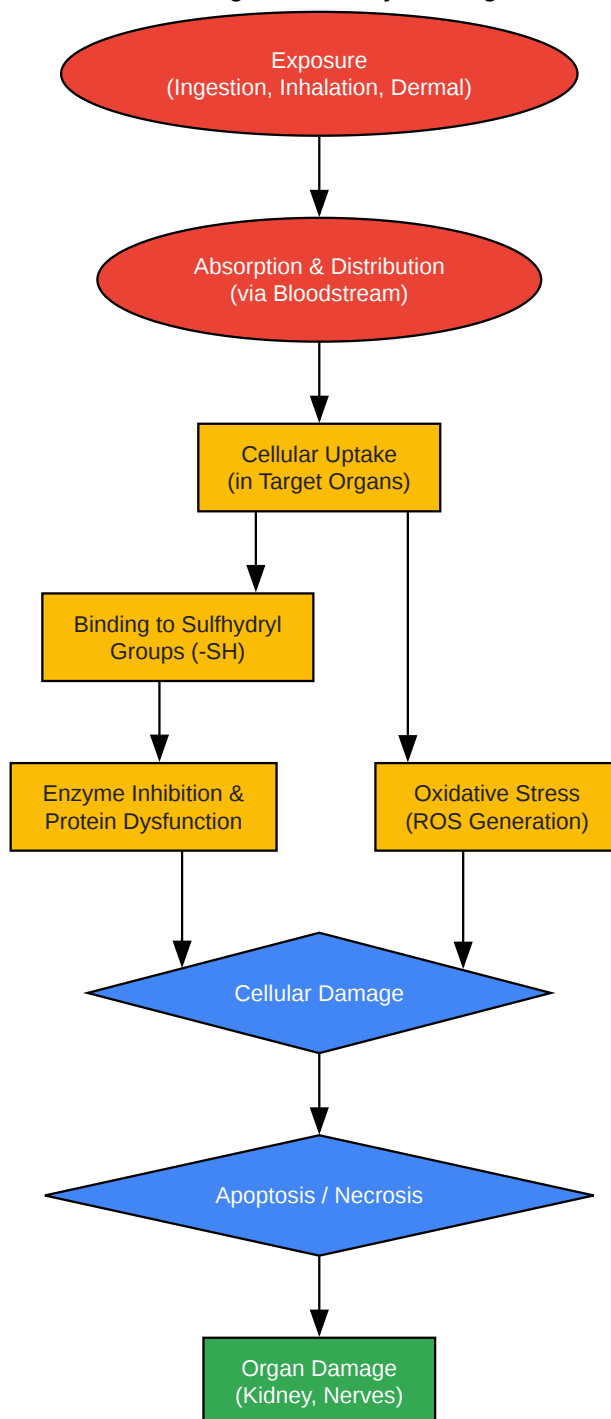 Exposure
(Ingestion, Inhalation, Dermal)
Absorption & Distribution
(via Bloodstream)
Cellular Uptake
(in Target Organs)
Binding to Sulfhydryl
Groups (-SH)
Enzyme Inhibition &
Protein Dysfunction
Oxidative Stress
(ROS Generation)
Cellular Damage
Apoptosis / Necrosis
Organ Damage
(Kidney, Nerves)